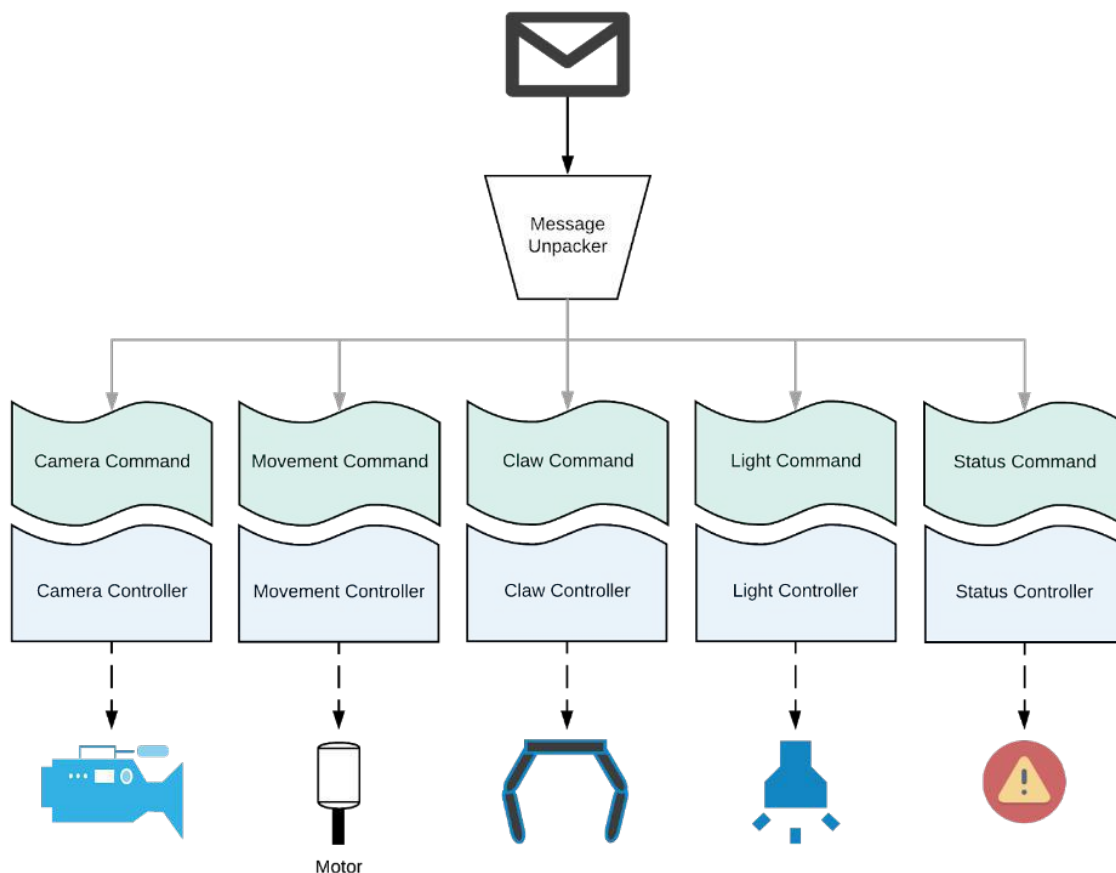 Message
Unpacker
Camera Command
Movement Command
Claw Command
Light Command
Status Command
Camera Controller
Movement Controller
Claw Controller
Light Controller
Status Controller
Motor